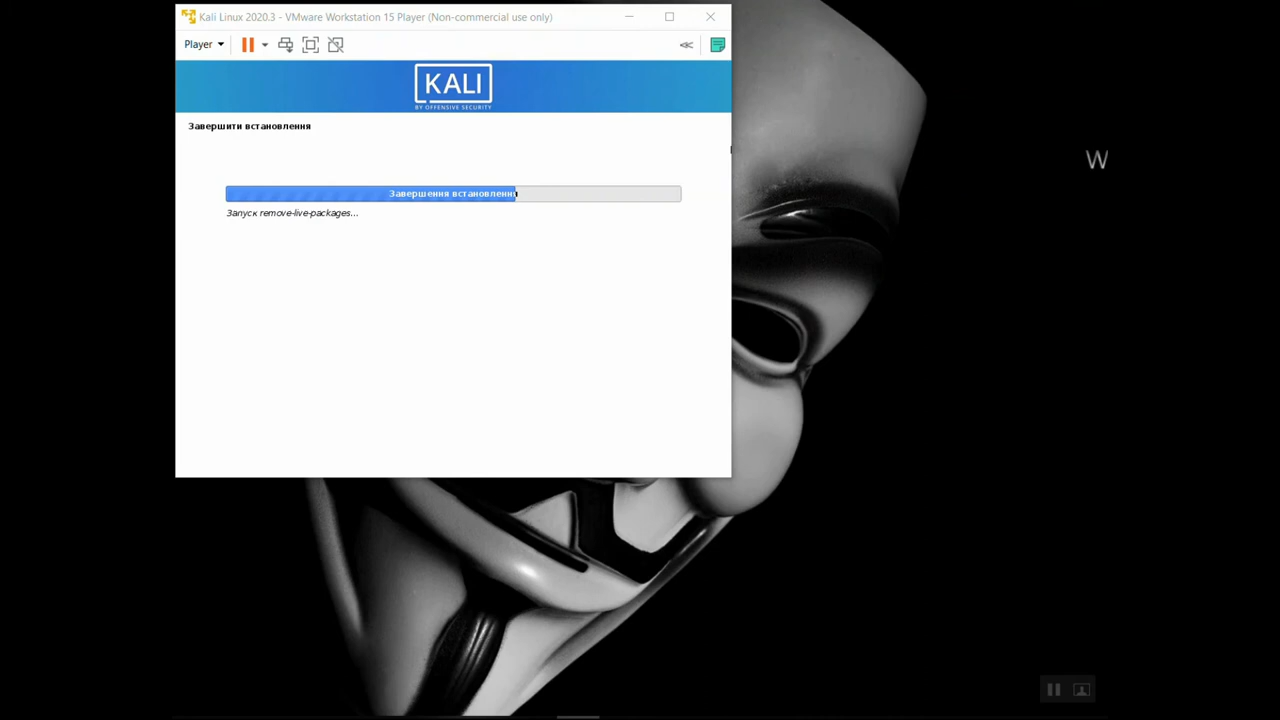 Kali Linux 2020.3 - VMware Workstation 15 Player (Non-commercial use only)
Player
KALI
BY OFFENSIVE SECURITY
Завершити встановлення
Завершення встановлення
Запуск remove-live-packages...
W